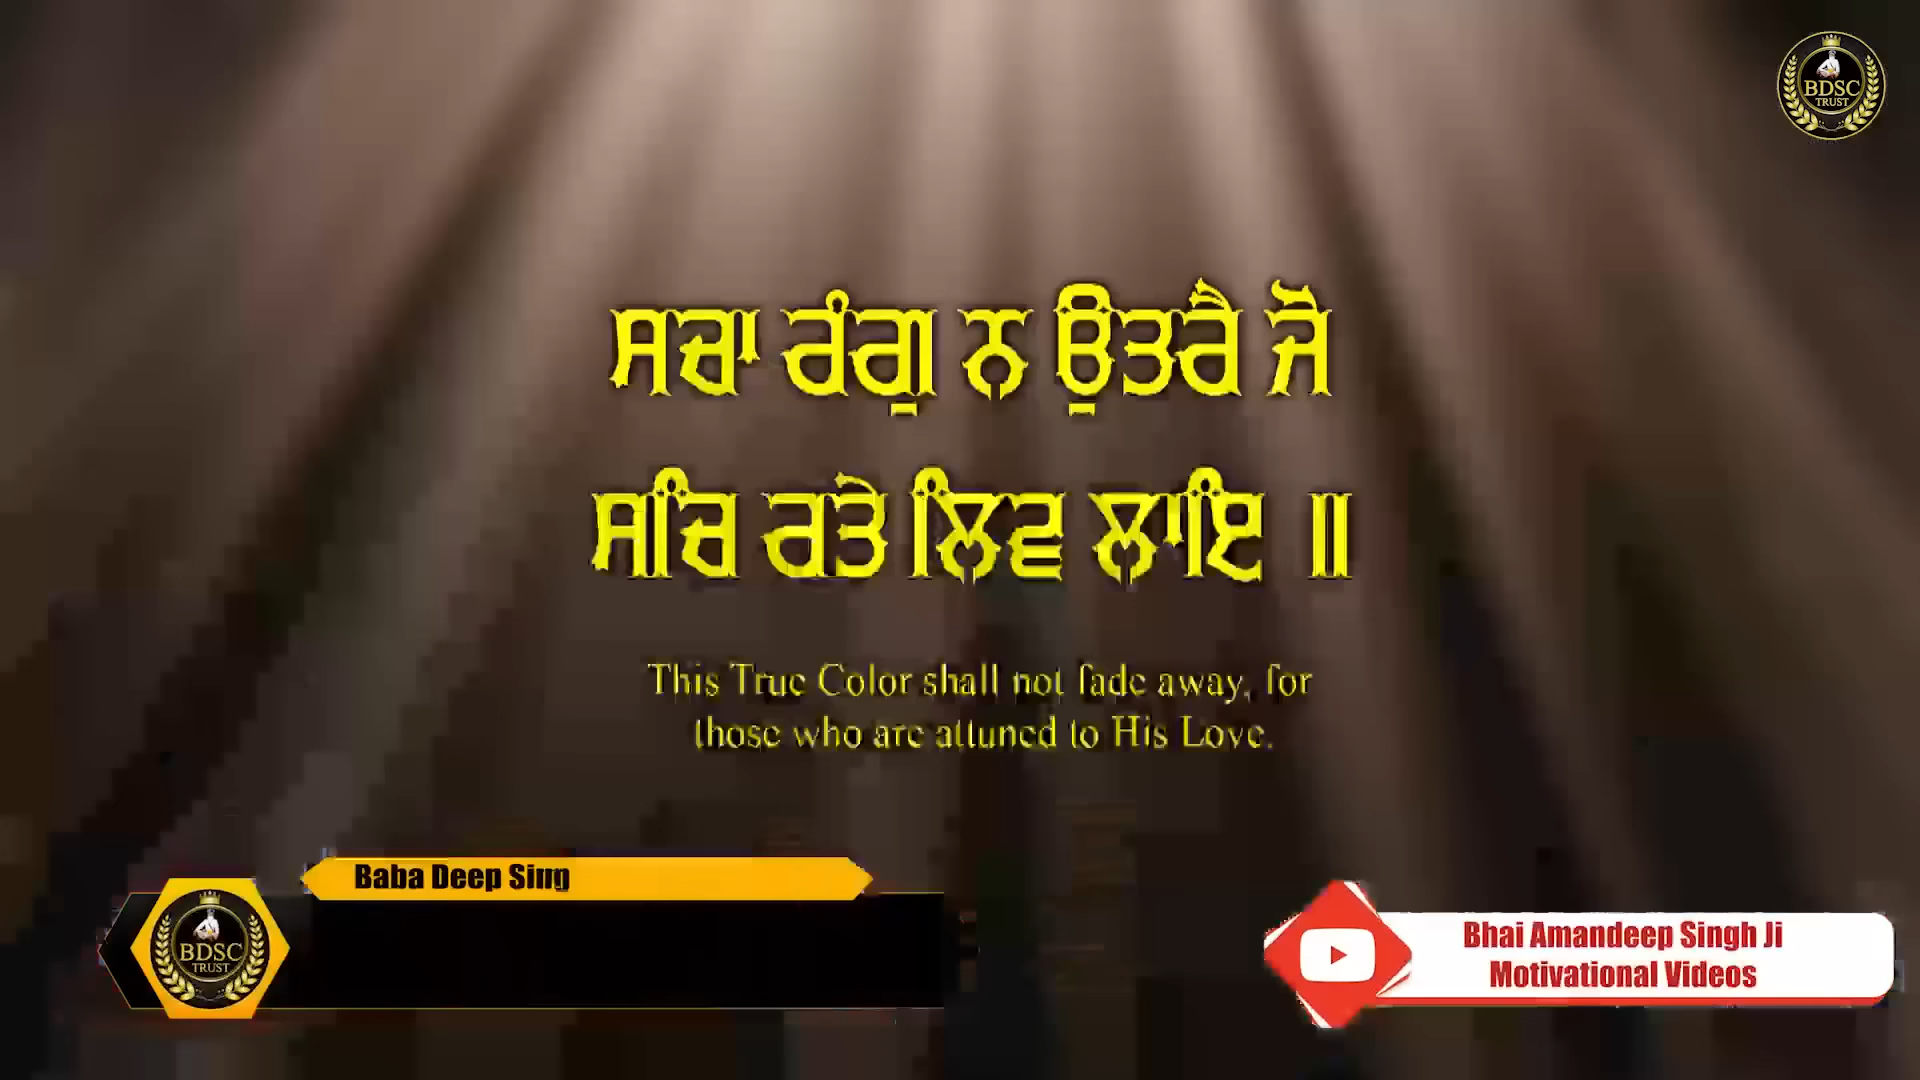 BDSC
TRUST
ਸਚਾ ਰੰਗੁ ਨ ਉਤਰੈ ਜੋ
ਸਚਿ ਰਤੇ ਲਿਵ ਲਾਇ ॥
This True Color shall not fade away, for
those who are attuned to His Love.
Baba Deep Sing
BDSC
TRUST
Bhai Amandeep Singh Ji
Motivational Videos